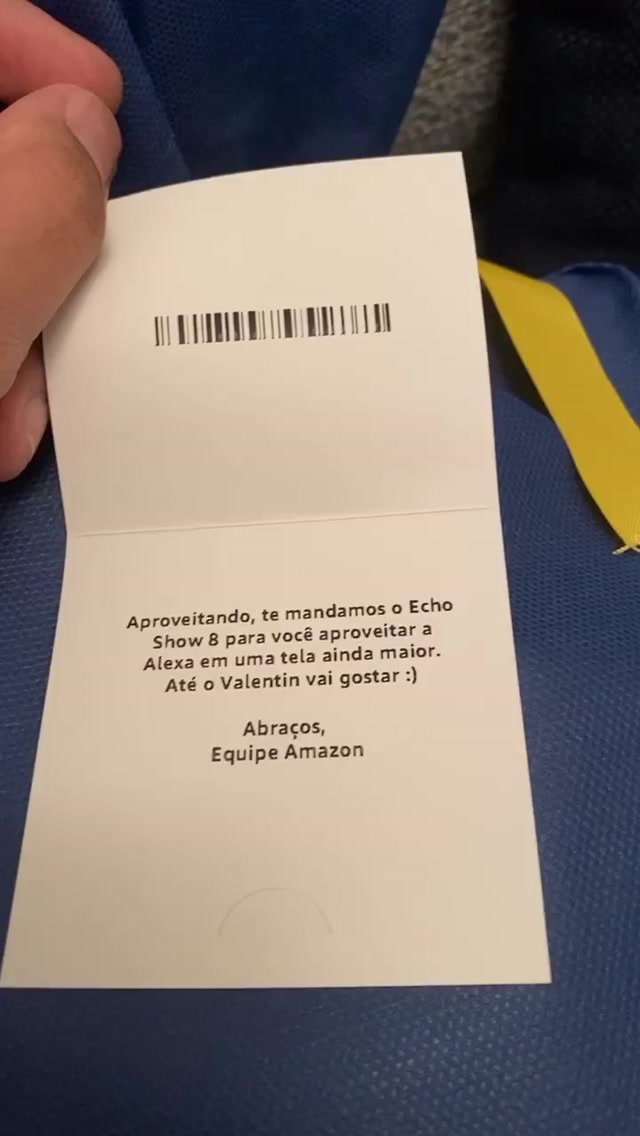 Aproveitando, te mandamos o Echo
Show 8 para você aproveitar a
Alexa em uma tela ainda maior.
Até o Valentin vai gostar :)
Abraços,
Equipe Amazon